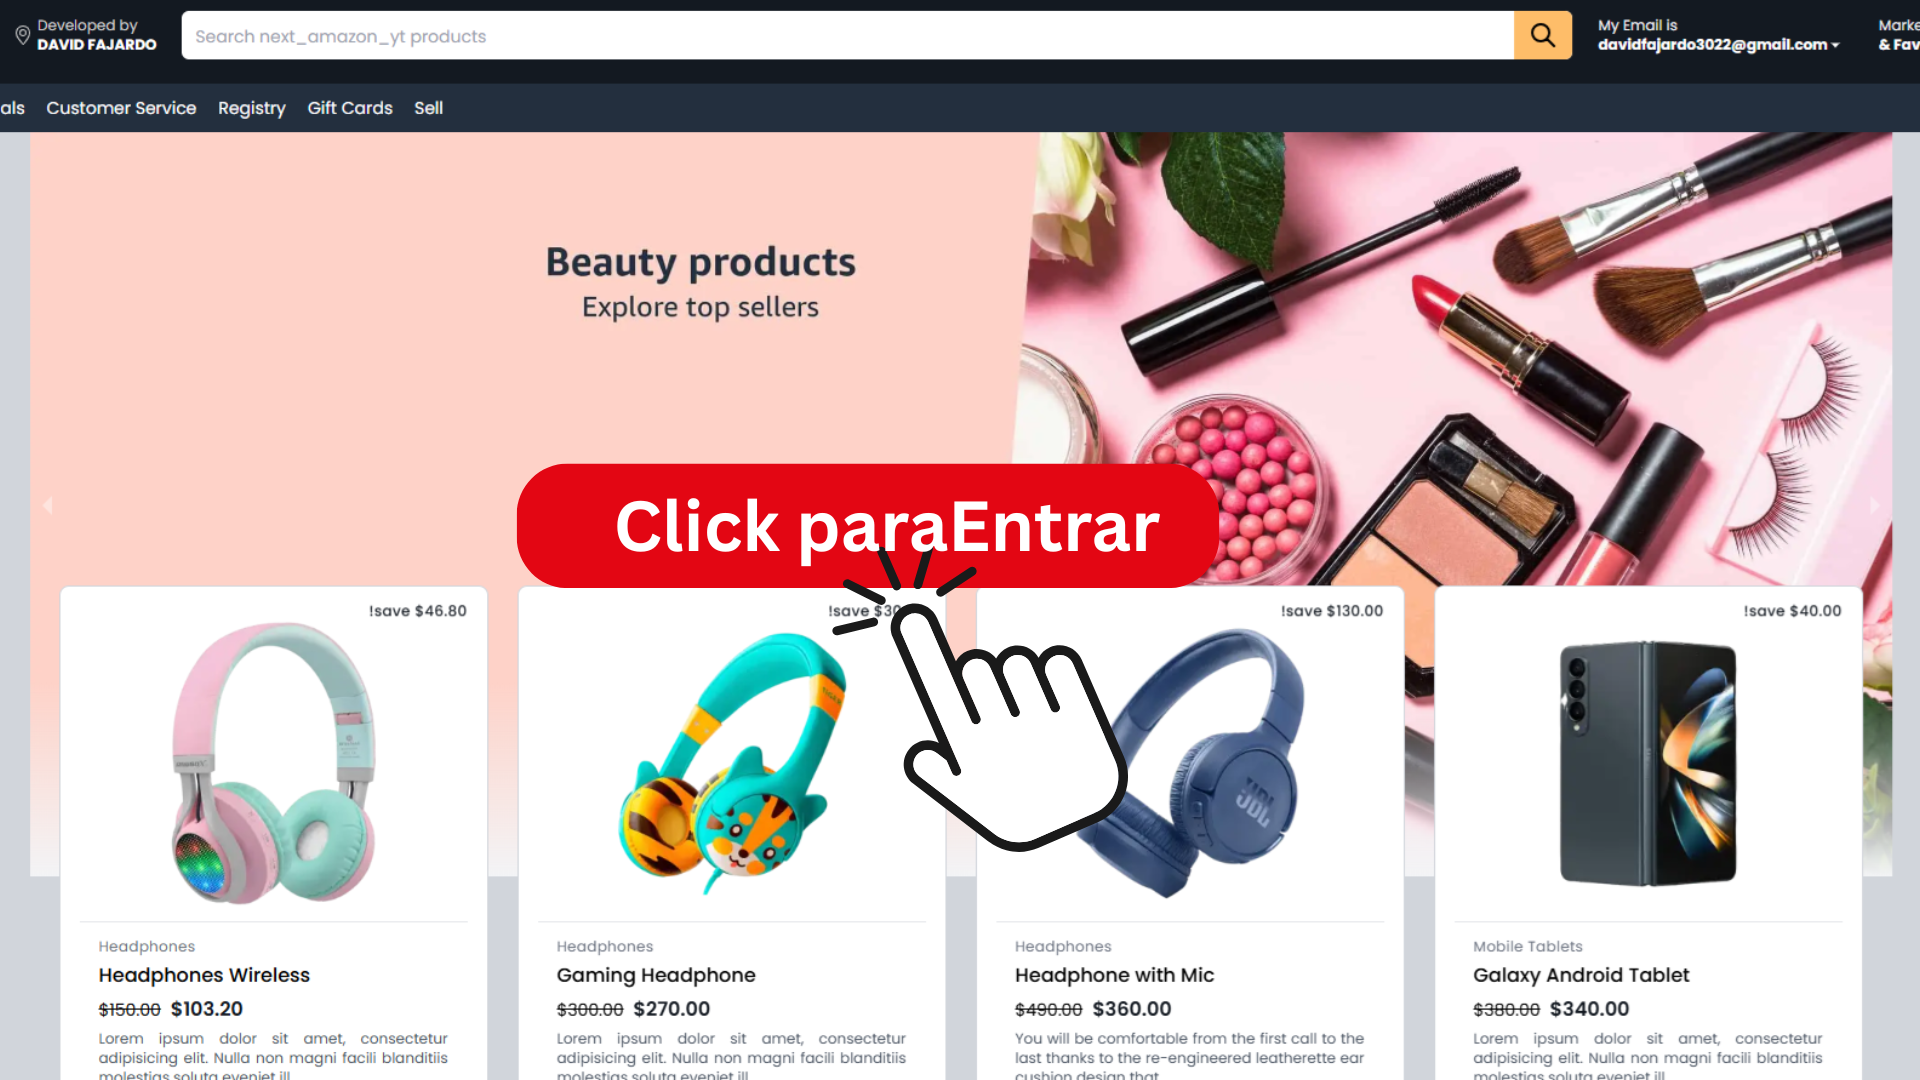 Developed by
DAVID FAJARDO
Search next_amazon_yt products
My Email is
davidfajardo3022@gmail.com
Marke
& Fav
als Customer Service Registry Gift Cards Sell
Beauty products
Explore top sellers
Click paraEntrar
!save $46.80
!save $30
!save $130.00
!save $40.00
TIGER
JBL
Headphones
Headphones Wireless
$150.00 $103.20
Lorem ipsum dolor sit amet, consectetur
adipisicing elit. Nulla non magni facili blanditiis
molestias soluta eveniet ill
Headphones
Gaming Headphone
$300.00 $270.00
Lorem ipsum dolor sit amet, consectetur
adipisicing elit. Nulla non magni facili blanditiis
molestias soluta eveniet ill
Headphones
Headphone with Mic
$490.00 $360.00
You will be comfortable from the first call to the
last thanks to the re-engineered leatherette ear
cushion design that
Mobile Tablets
Galaxy Android Tablet
$380.00 $340.00
Lorem ipsum dolor sit amet, consectetur
adipisicing elit. Nulla non magni facili blanditiis
molestias soluta eveniet ill